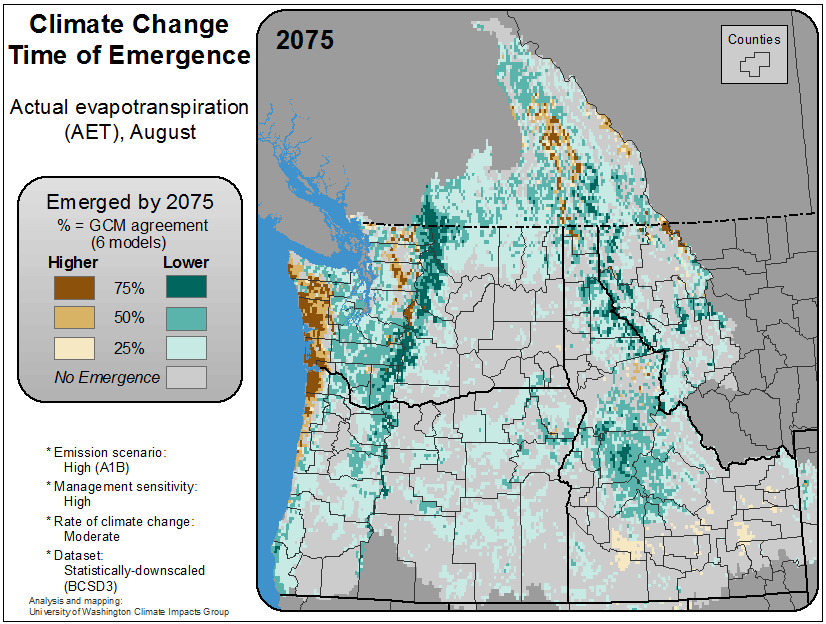 Climate Change
Time of Emergence
Actual evapotranspiration
(AET), August
Emerged by 2075
% = GCM agreement
(6 models)
Higher Lower
75%
50%
25%
No Emergence
* Emission scenario:
High (A1B)
* Management sensitivity:
High
* Rate of climate change:
Moderate
* Dataset:
Statistically-downscaled
(BCSD3)
Analysis and mapping:
University of Washington Climate Impacts Group
2075
Counties